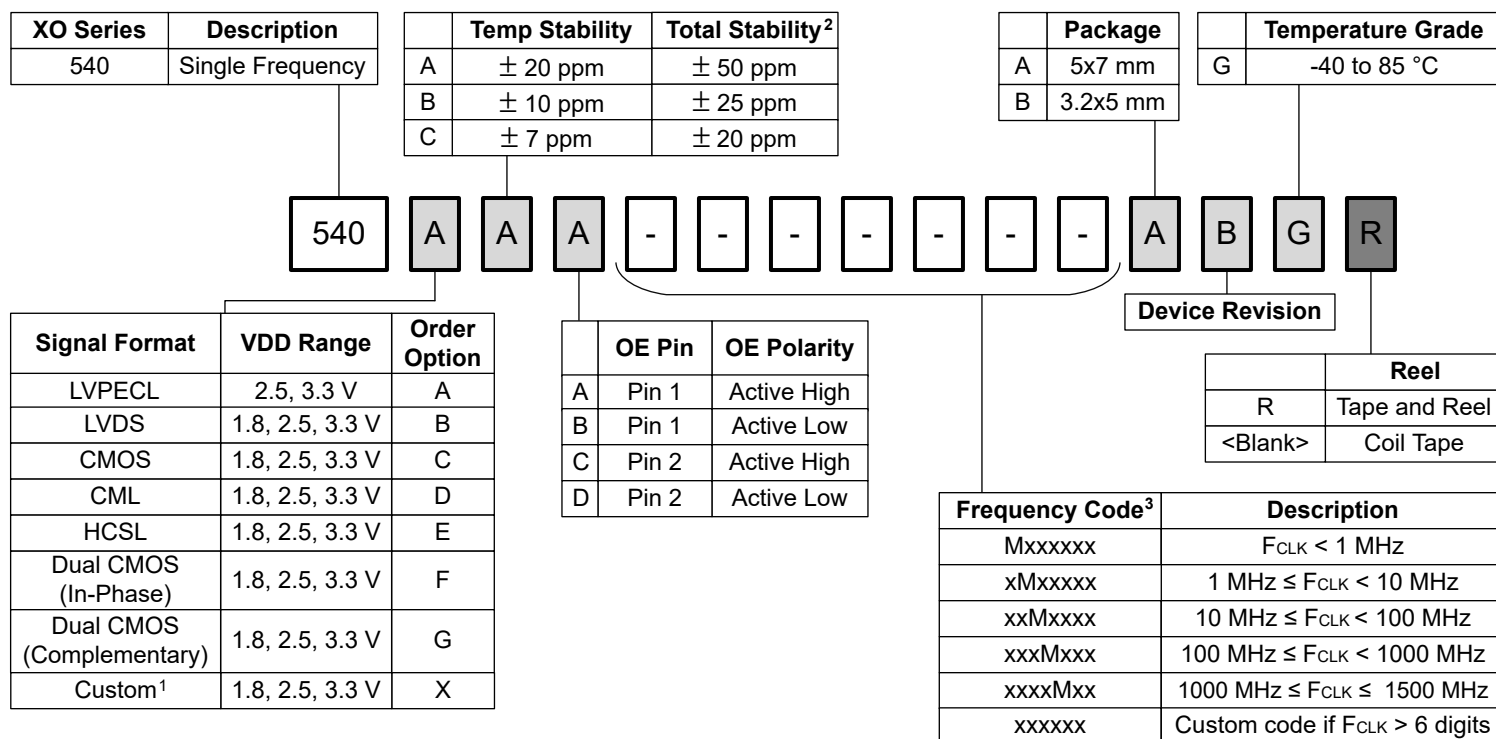 XO Series Description
540 Single Frequency
Temp Stability Total Stability²
A ± 20 ppm ± 50 ppm
B ± 10 ppm ± 25 ppm
C ± 7 ppm ± 20 ppm
Package
A 5x7 mm
B 3.2x5 mm
Temperature Grade
G -40 to 85 °C
540 A A A - - - - - - - A B G R
Signal Format VDD Range Order
Option
LVPECL 2.5, 3.3 V A
LVDS 1.8, 2.5, 3.3 V B
CMOS 1.8, 2.5, 3.3 V C
CML 1.8, 2.5, 3.3 V D
HCSL 1.8, 2.5, 3.3 V E
Dual CMOS
(In-Phase) 1.8, 2.5, 3.3 V F
Dual CMOS
(Complementary) 1.8, 2.5, 3.3 V G
Custom¹ 1.8, 2.5, 3.3 V X
OE Pin OE Polarity
A Pin 1 Active High
B Pin 1 Active Low
C Pin 2 Active High
D Pin 2 Active Low
Device Revision
Reel
R Tape and Reel
<Blank> Coil Tape
Frequency Code³ Description
Mxxxxxx FCLK < 1 MHz
xMxxxxx 1 MHz ≤ FCLK < 10 MHz
xxMxxxx 10 MHz ≤ FCLK < 100 MHz
xxxMxxx 100 MHz ≤ FCLK < 1000 MHz
xxxxMxx 1000 MHz ≤ FCLK ≤ 1500 MHz
xxxxxx Custom code if FCLK > 6 digits